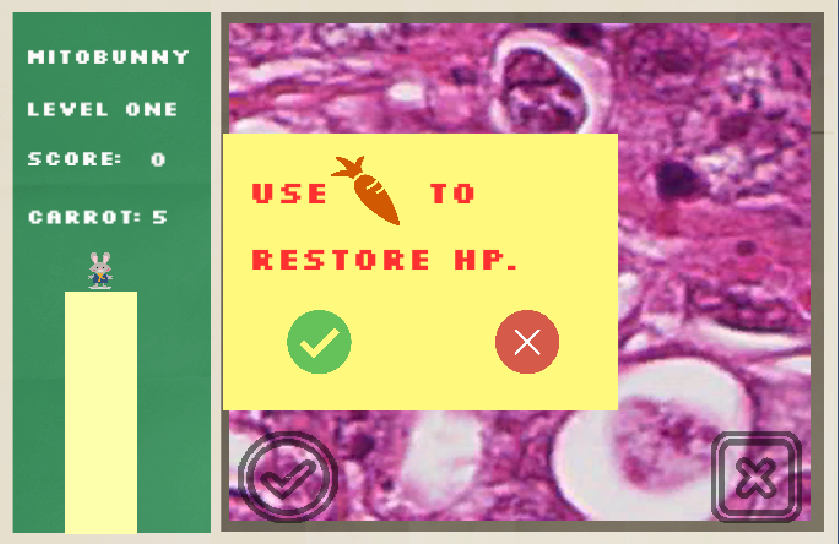 MITOBUNNY
LEVEL ONE
SCORE: 0
CARROT: 5
USE TO
RESTORE HP.